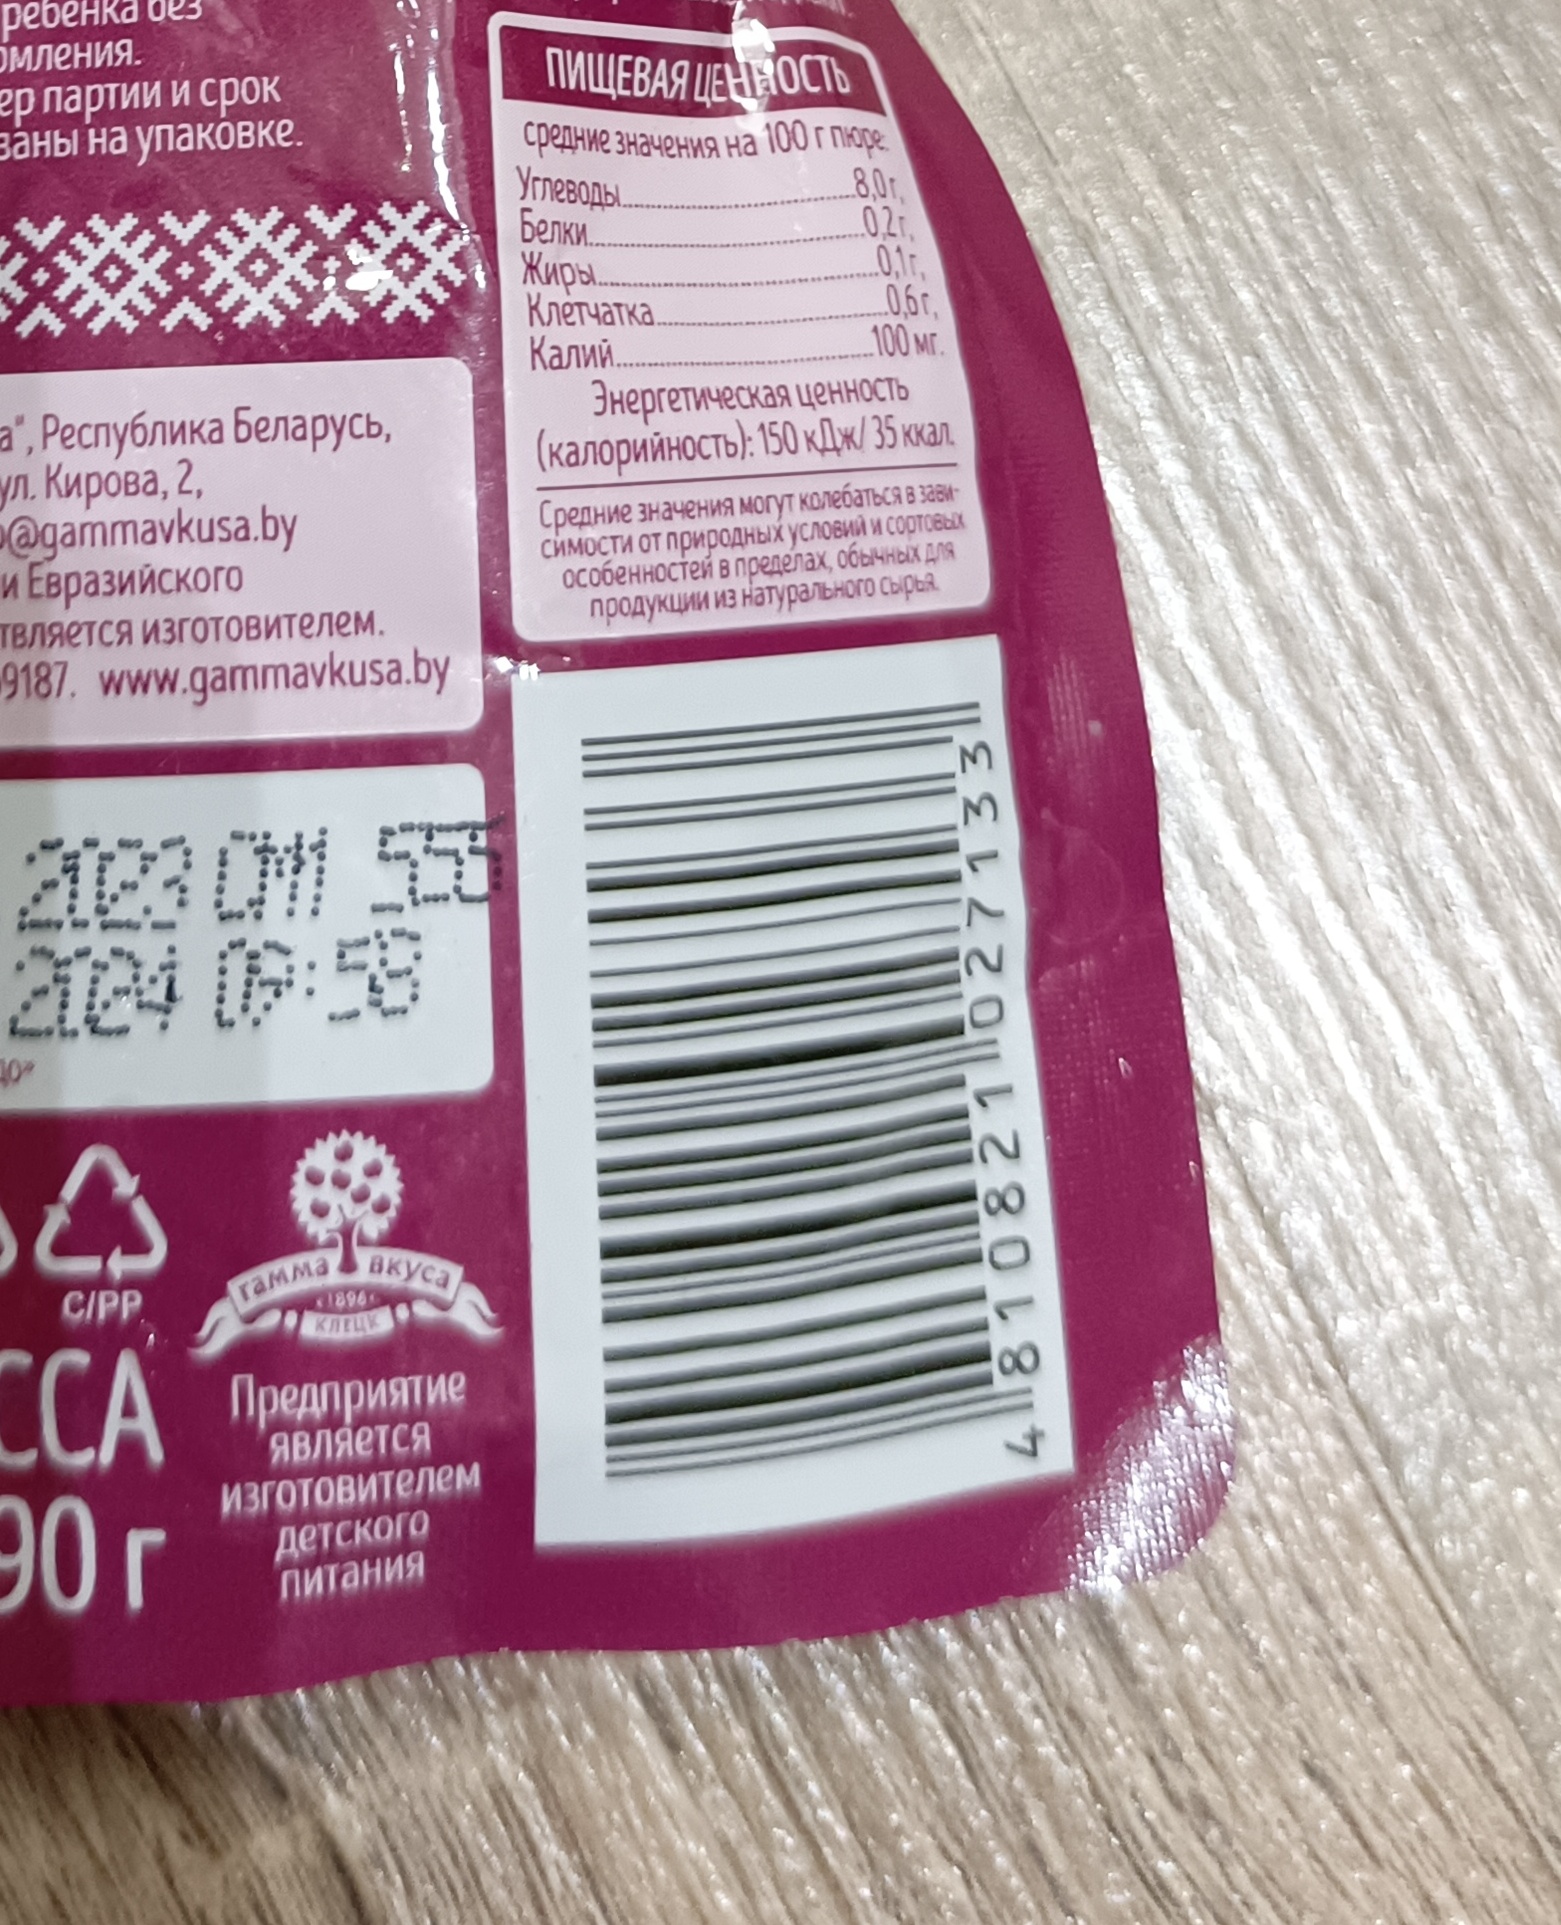 ребенка без
ер партии и срок
на упаковке.
Республика Беларусь,
ул. Кирова, 2,
@gammavkusa.by
и Евразийского
изготовителем.
9187. www.gammavkusa.by
2023
2024 :58
C/PP
гамма вкуса
1896
КЛЕЦК
90 г
Предприятие
является
изготовителем
детского
питания
ПИЩЕВАЯ ЦЕННОСТЬ
средние значения на 100 г пюре:
Углеводы........8,0 г,
Белки........0,2 г,
Жиры........0,1 г,
Клетчатка........0,6 г,
Калий........100 мг.
Энергетическая ценность
(калорийность): 150 кДж/ 35 ккал.
Средние значения могут колебаться в зави-
симости от природных условий и сортовых
особенностей в пределах, обычных для
продукции из натурального сырья.
4 810821 027133